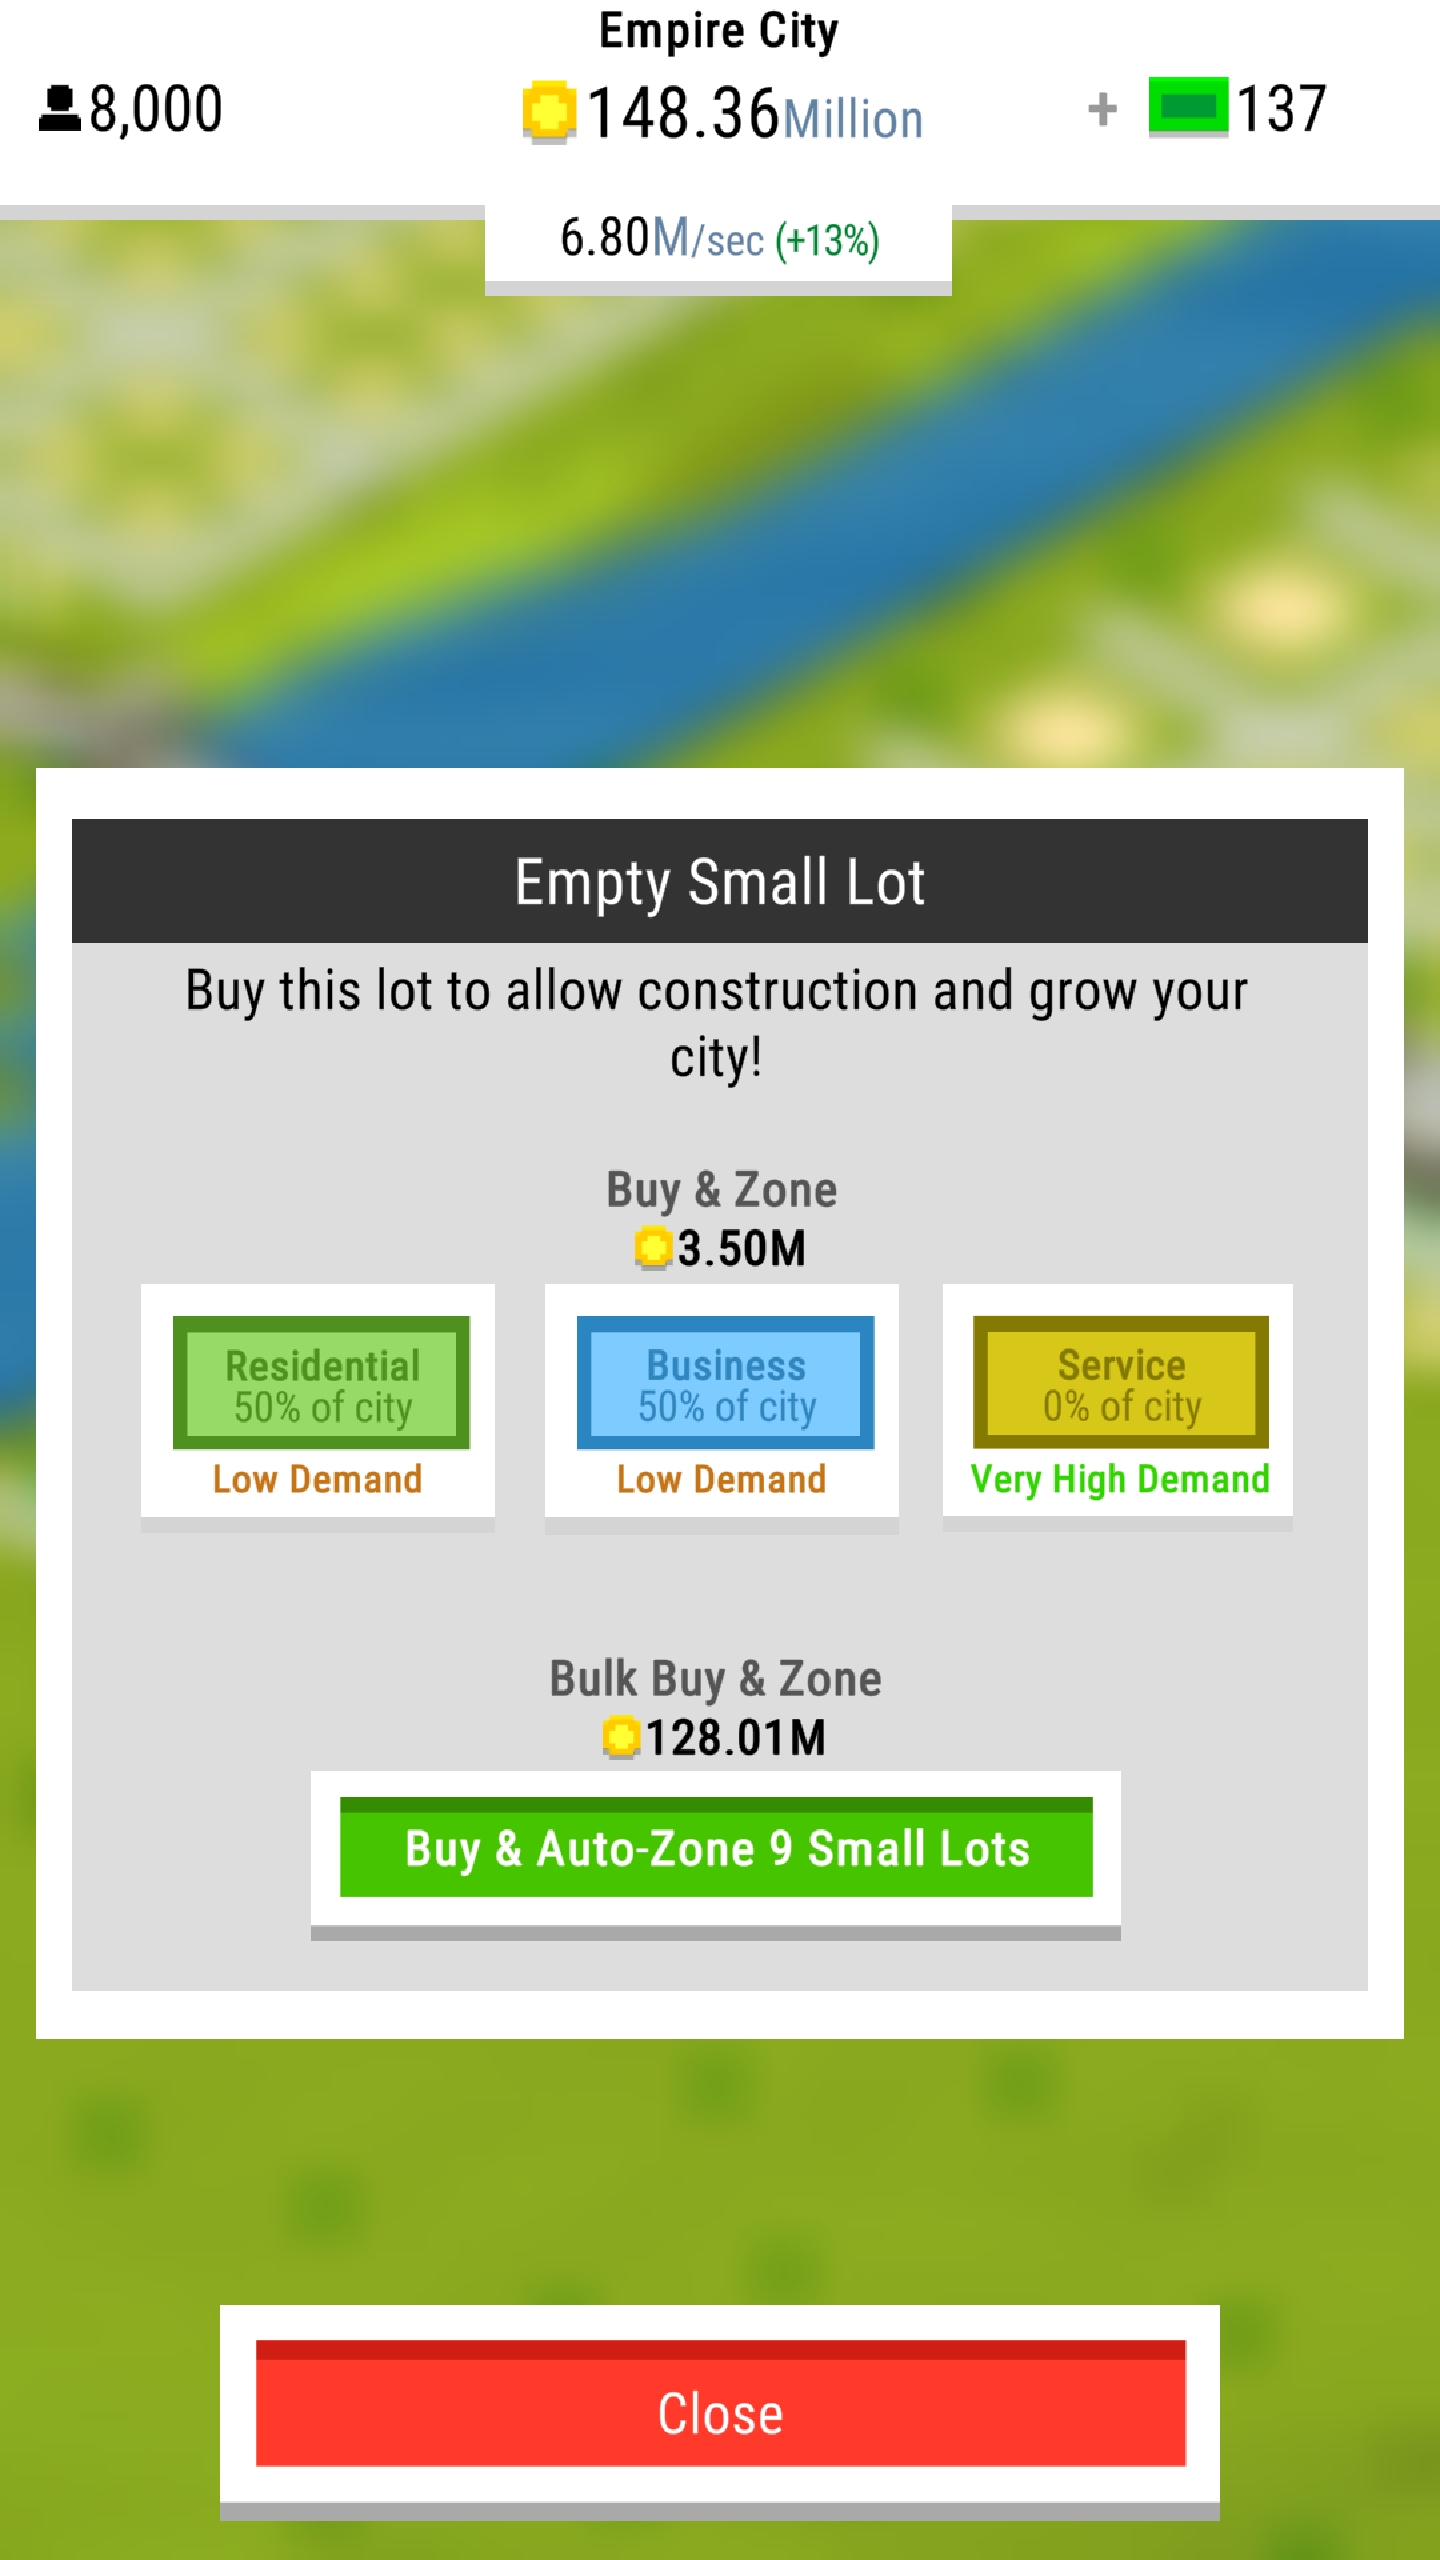 Empire City
8,000
148.36Million
+ 137
6.80M/sec (+13%)
Empty Small Lot
Buy this lot to allow construction and grow your
city!
Buy & Zone
3.50M
Residential
50% of city
Low Demand
Business
50% of city
Low Demand
Service
0% of city
Very High Demand
Bulk Buy & Zone
128.01M
Buy & Auto-Zone 9 Small Lots
Close